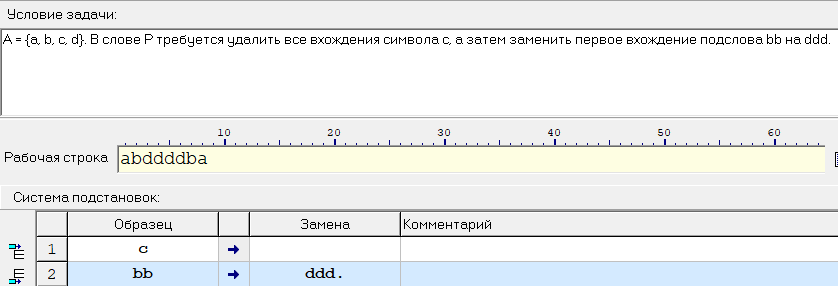 Условие задачи:
A = {a, b, c, d}. В слове P требуется удалить все вхождения символа c, а затем заменить первое вхождение подслова bb на ddd.
10 20 30 40 50 60
Рабочая строка abddddba
Система подстановок:
Образец Замена Комментарий
1 c ➔
2 bb ➔ ddd.